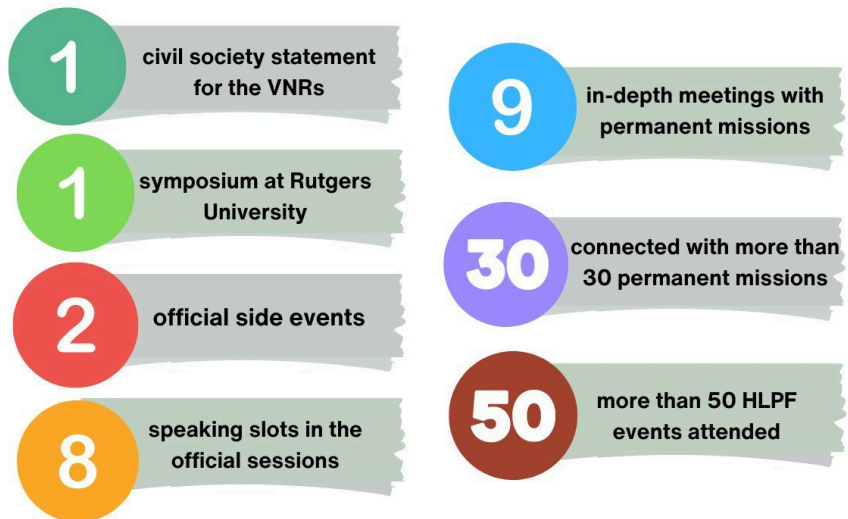 1
civil society statement
for the VNRs
1
symposium at Rutgers
University
2
official side events
8
speaking slots in the
official sessions
9
in-depth meetings with
permanent missions
30
connected with more than
30 permanent missions
50
more than 50 HLPF
events attended